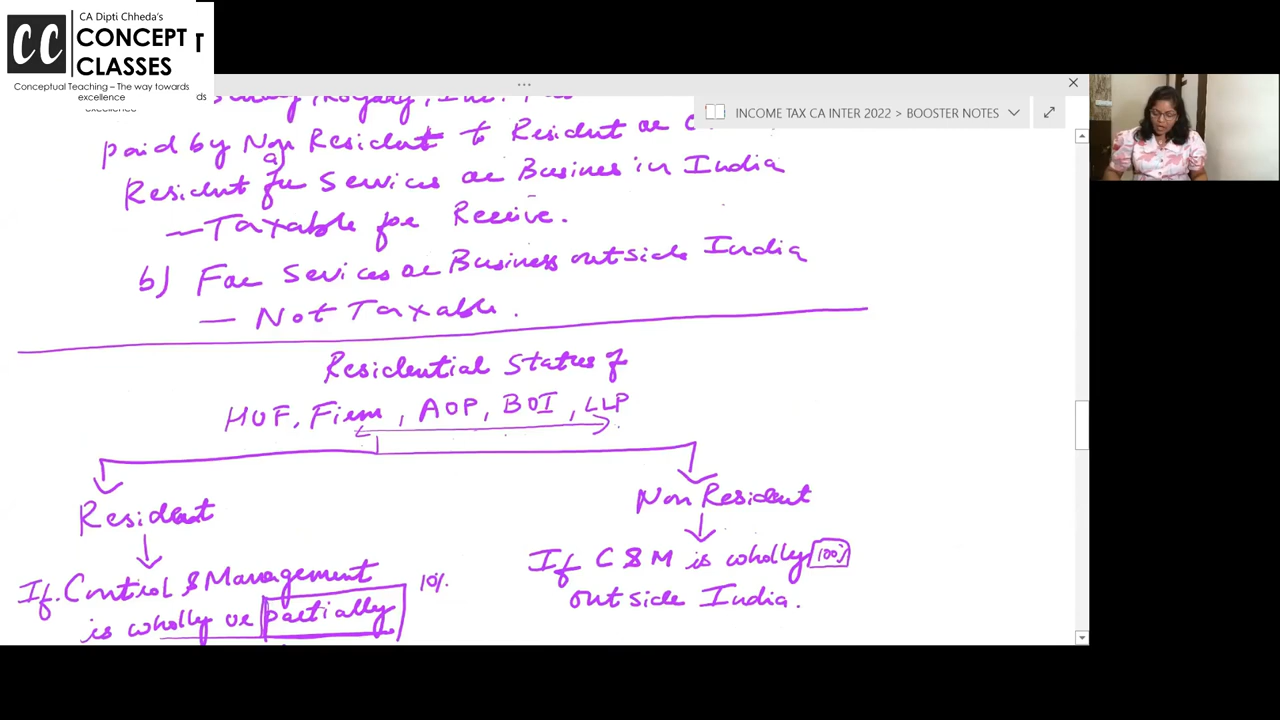 CA Dipti Chheda's
CC CONCEPT
CLASSES
Conceptual Teaching – The way towards
excellence
INCOME TAX CA INTER 2022 > BOOSTER NOTES
paid by Non Resident to Resident or
a)
Resident for Services or Busines in India
— Taxable for Receive.
b) For Sevices or Business outside India
— Not Taxable.
Residential Status of
HUF, Firm, AOP, BOI, LLP
Resident
Non Resident
If Control & Management
is wholly or partially
10%.
If C & M is wholly 100%
outside India.